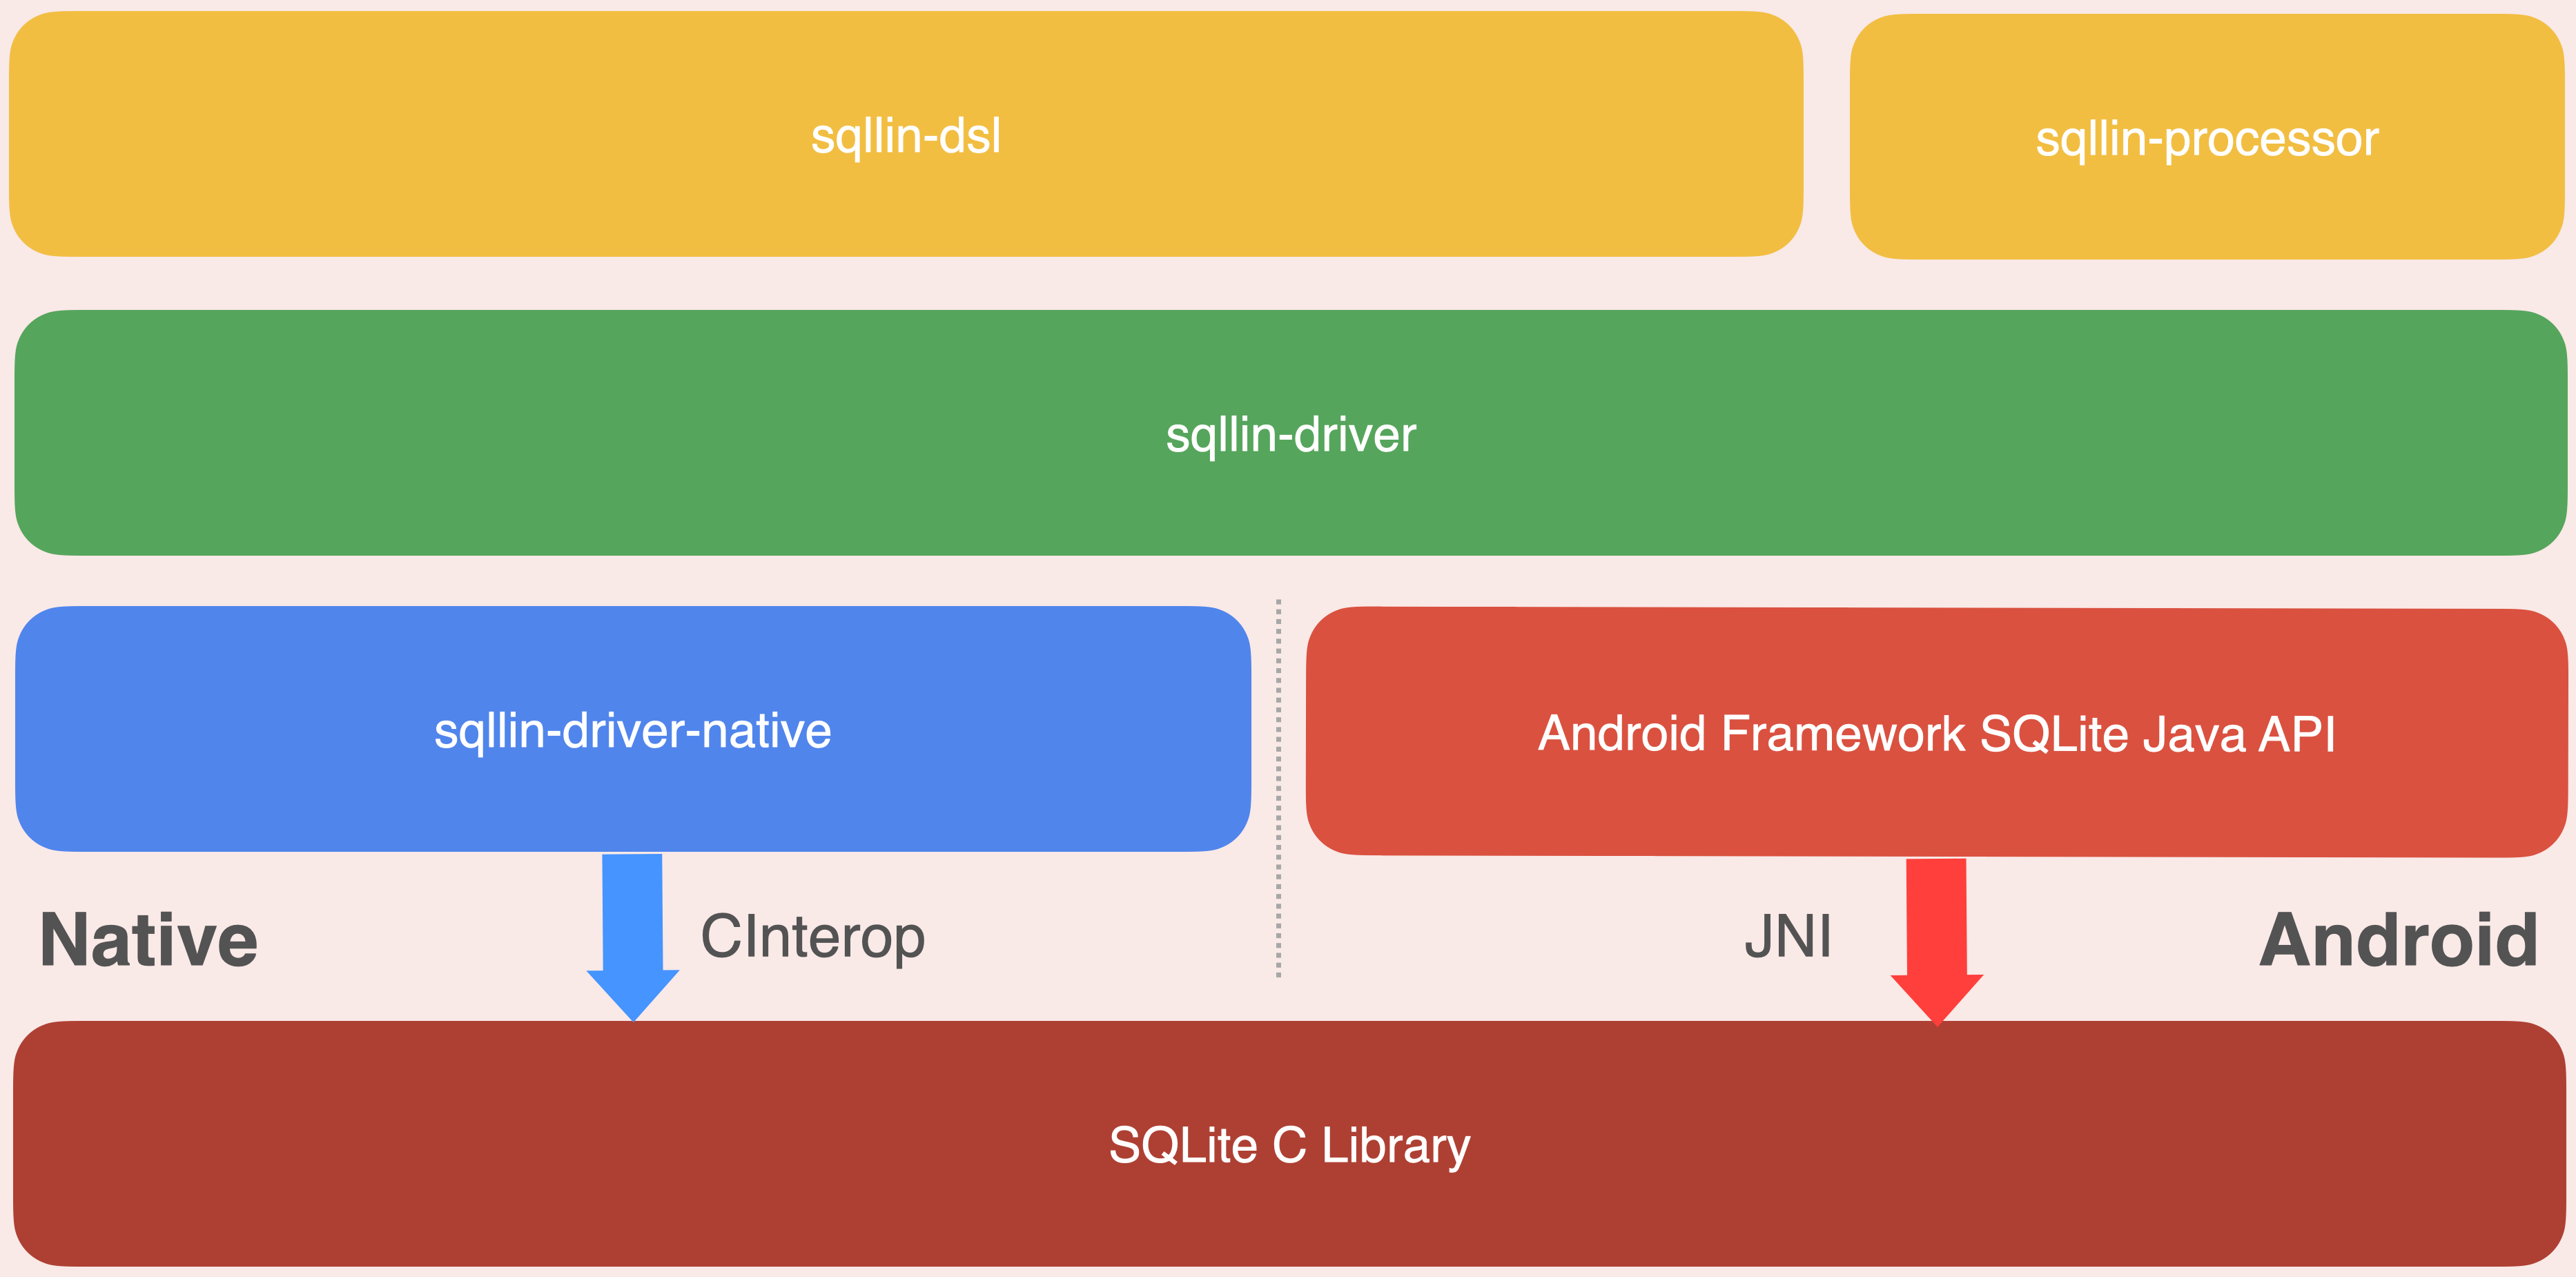 sqllin-dsl
sqllin-processor
sqllin-driver
sqllin-driver-native
Android Framework SQLite Java API
Native
CInterop
JNI
Android
SQLite C Library